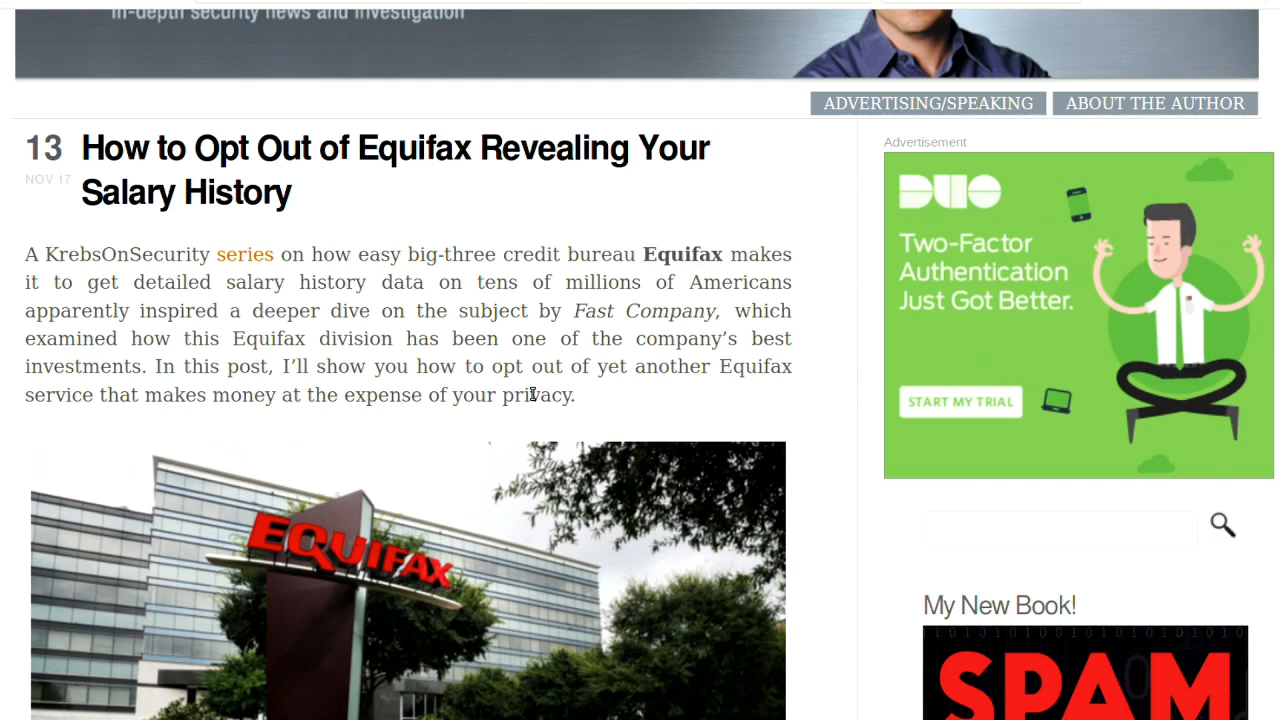 In-depth security news and investigation
ADVERTISING/SPEAKING
ABOUT THE AUTHOR
13
NOV 17
How to Opt Out of Equifax Revealing Your
Salary History
A KrebsOnSecurity series on how easy big-three credit bureau Equifax makes
it to get detailed salary history data on tens of millions of Americans
apparently inspired a deeper dive on the subject by Fast Company, which
examined how this Equifax division has been one of the company’s best
investments. In this post, I’ll show you how to opt out of yet another Equifax
service that makes money at the expense of your privacy.
EQUIFAX
Advertisement
DUO
Two-Factor
Authentication
Just Got Better.
START MY TRIAL
My New Book!
SPAM